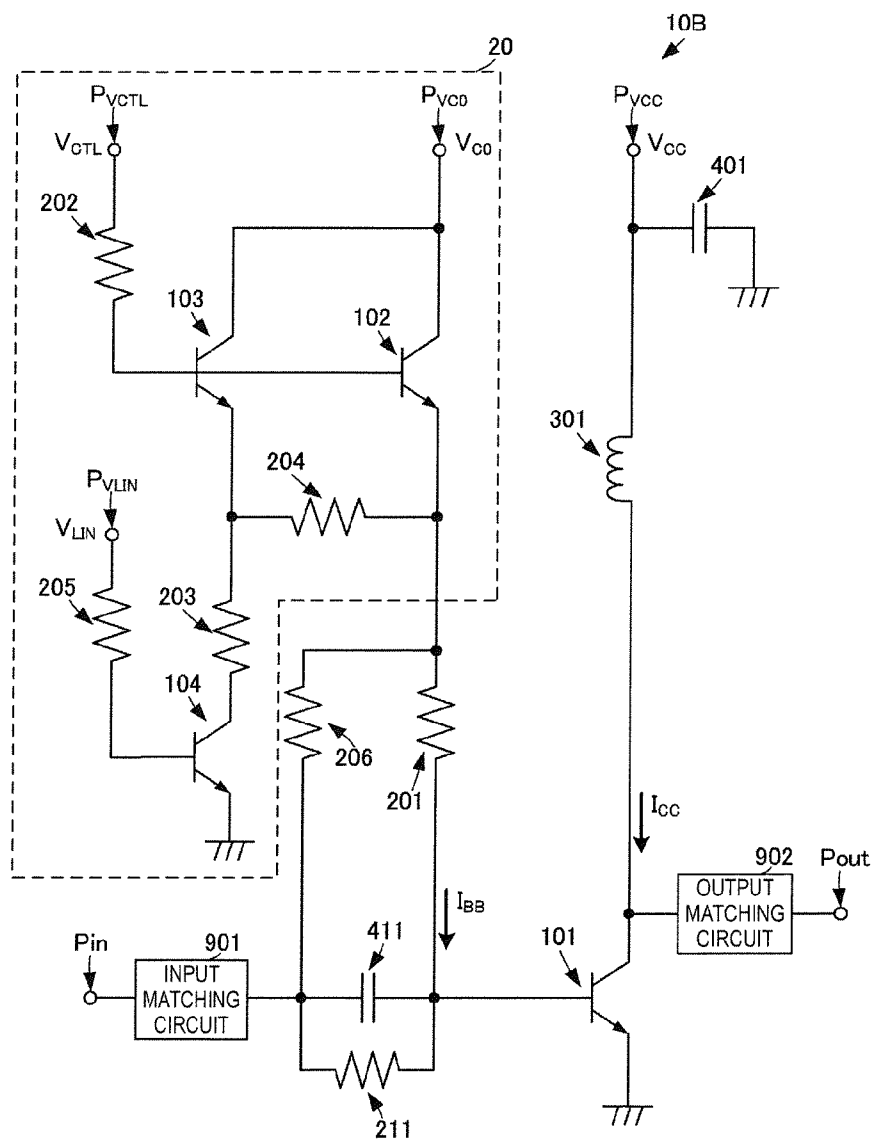 10B
20
PVCTL
PVC0
PVCC
VCTL
VC0
VCC
401
202
103
102
301
204
PVLIN
VLIN
205
203
104
206
201
ICC
902
Pout
OUTPUT
MATCHING
CIRCUIT
IBB
411
101
Pin
901
INPUT
MATCHING
CIRCUIT
211